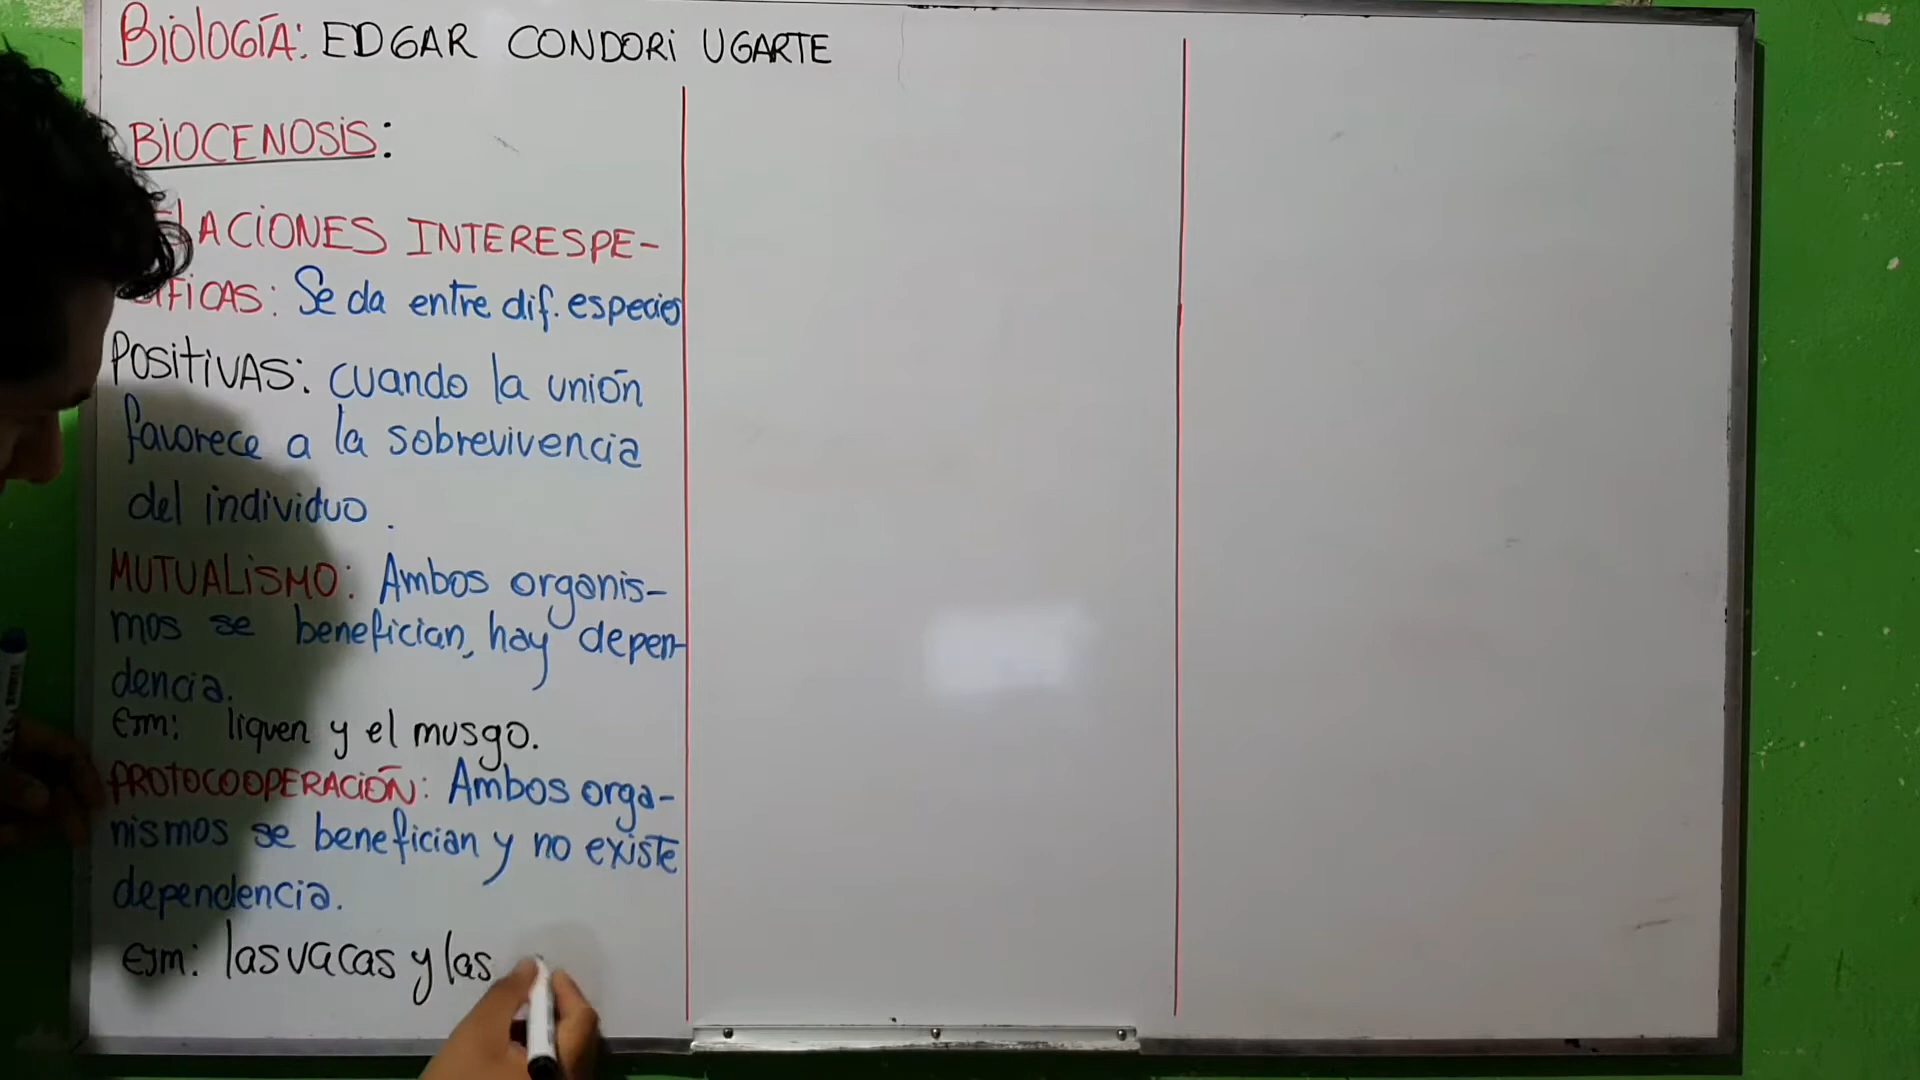 BIOLOGÍA: EDGAR CONDORI UGARTE
BIOCENOSIS:
RELACIONES INTERESPE-
CÍFICAS: Se da entre dif. especies
POSITIVAS: cuando la unión
favorece a la sobrevivencia
del individuo.
MUTUALISMO: Ambos organis-
mos se benefician, hay depen-
dencia.
EJm: liquen y el musgo.
PROTOCOOPERACIÓN: Ambos orga-
nismos se benefician y no existe
dependencia.
EJm: las vacas y las